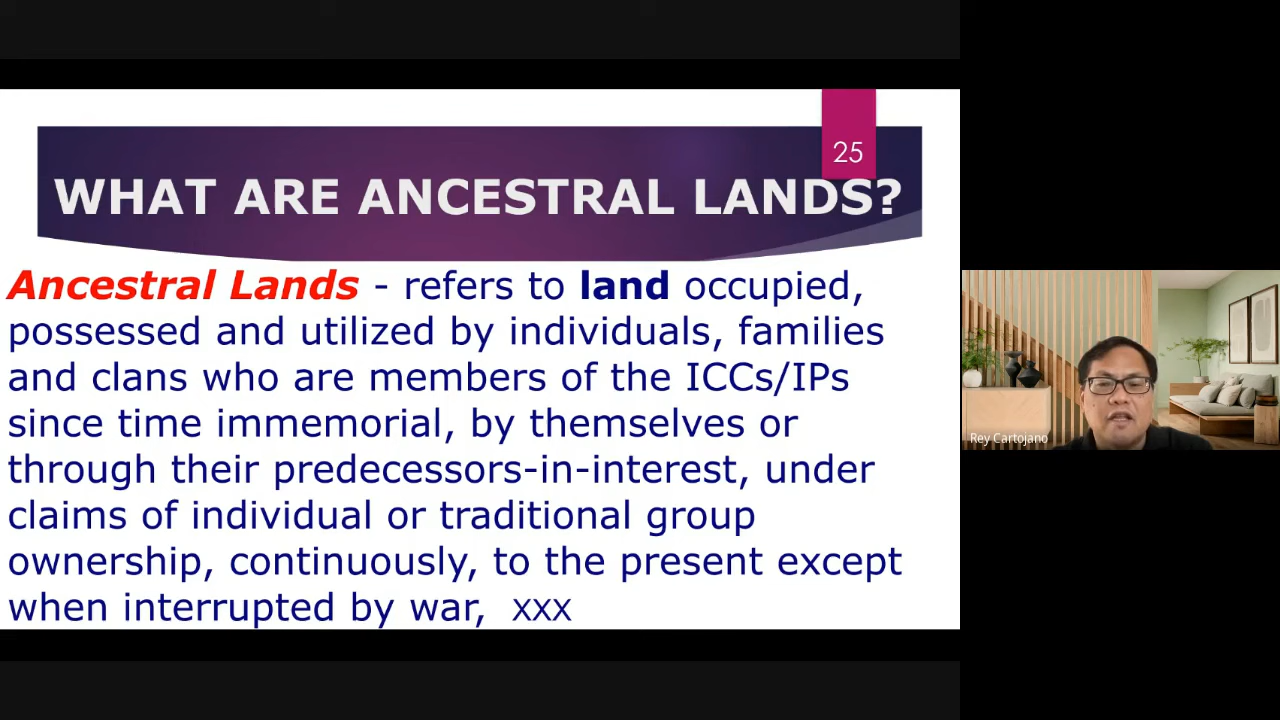 25
WHAT ARE ANCESTRAL LANDS?
Ancestral Lands - refers to land occupied,
possessed and utilized by individuals, families
and clans who are members of the ICCs/IPs
since time immemorial, by themselves or
through their predecessors-in-interest, under
claims of individual or traditional group
ownership, continuously, to the present except
when interrupted by war, xxx
Rey Cartojano